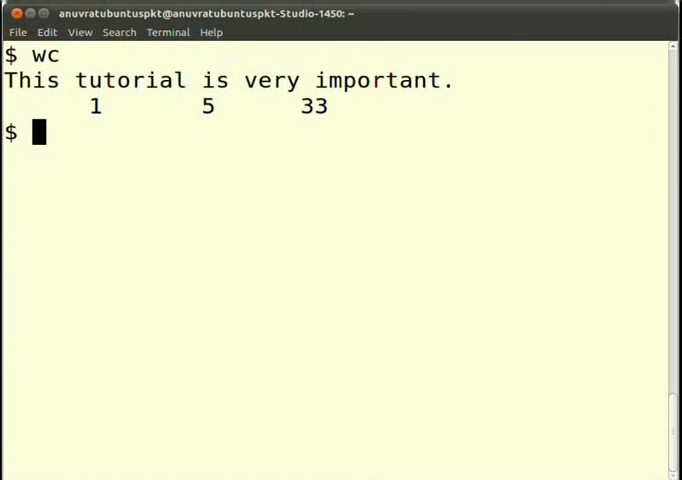 anuvratubuntuspkt@anuvratubuntuspkt-Studio-1450: ~
File Edit View Search Terminal Help
$ wc
This tutorial is very important.
1 5 33
$